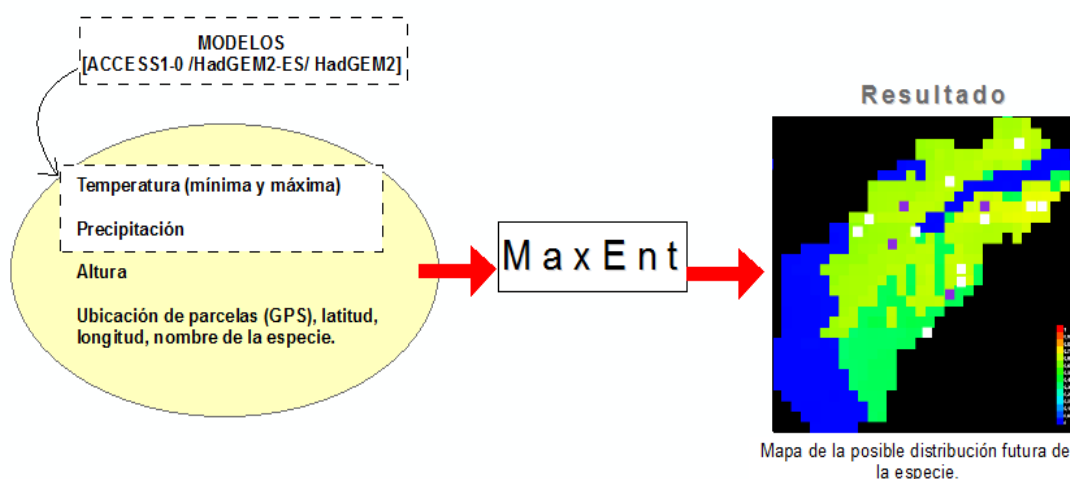 MODELOS
[ACCESS1-0 /HadGEM2-ES/ HadGEM2]
Temperatura (mínima y máxima)
Precipitación
Altura
Ubicación de parcelas (GPS), latitud,
longitud, nombre de la especie.
MaxEnt
Resultado
Mapa de la posible distribución futura de
la especie.